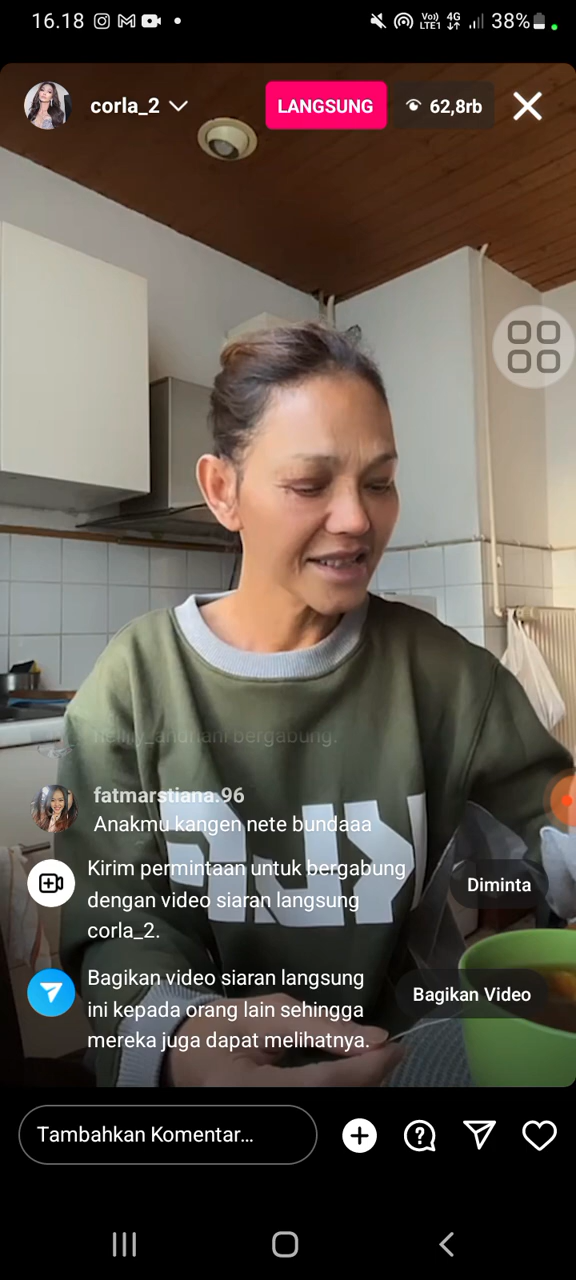 16.18
Vo))
LTE1
4G
38%
corla_2
LANGSUNG
62,8rb
bergabung.
fatmarstiana.96
Anakmu kangen nete bundaaa
Kirim permintaan untuk bergabung
dengan video siaran langsung
corla_2.
Diminta
Bagikan video siaran langsung
ini kepada orang lain sehingga
mereka juga dapat melihatnya.
Bagikan Video
Tambahkan Komentar...